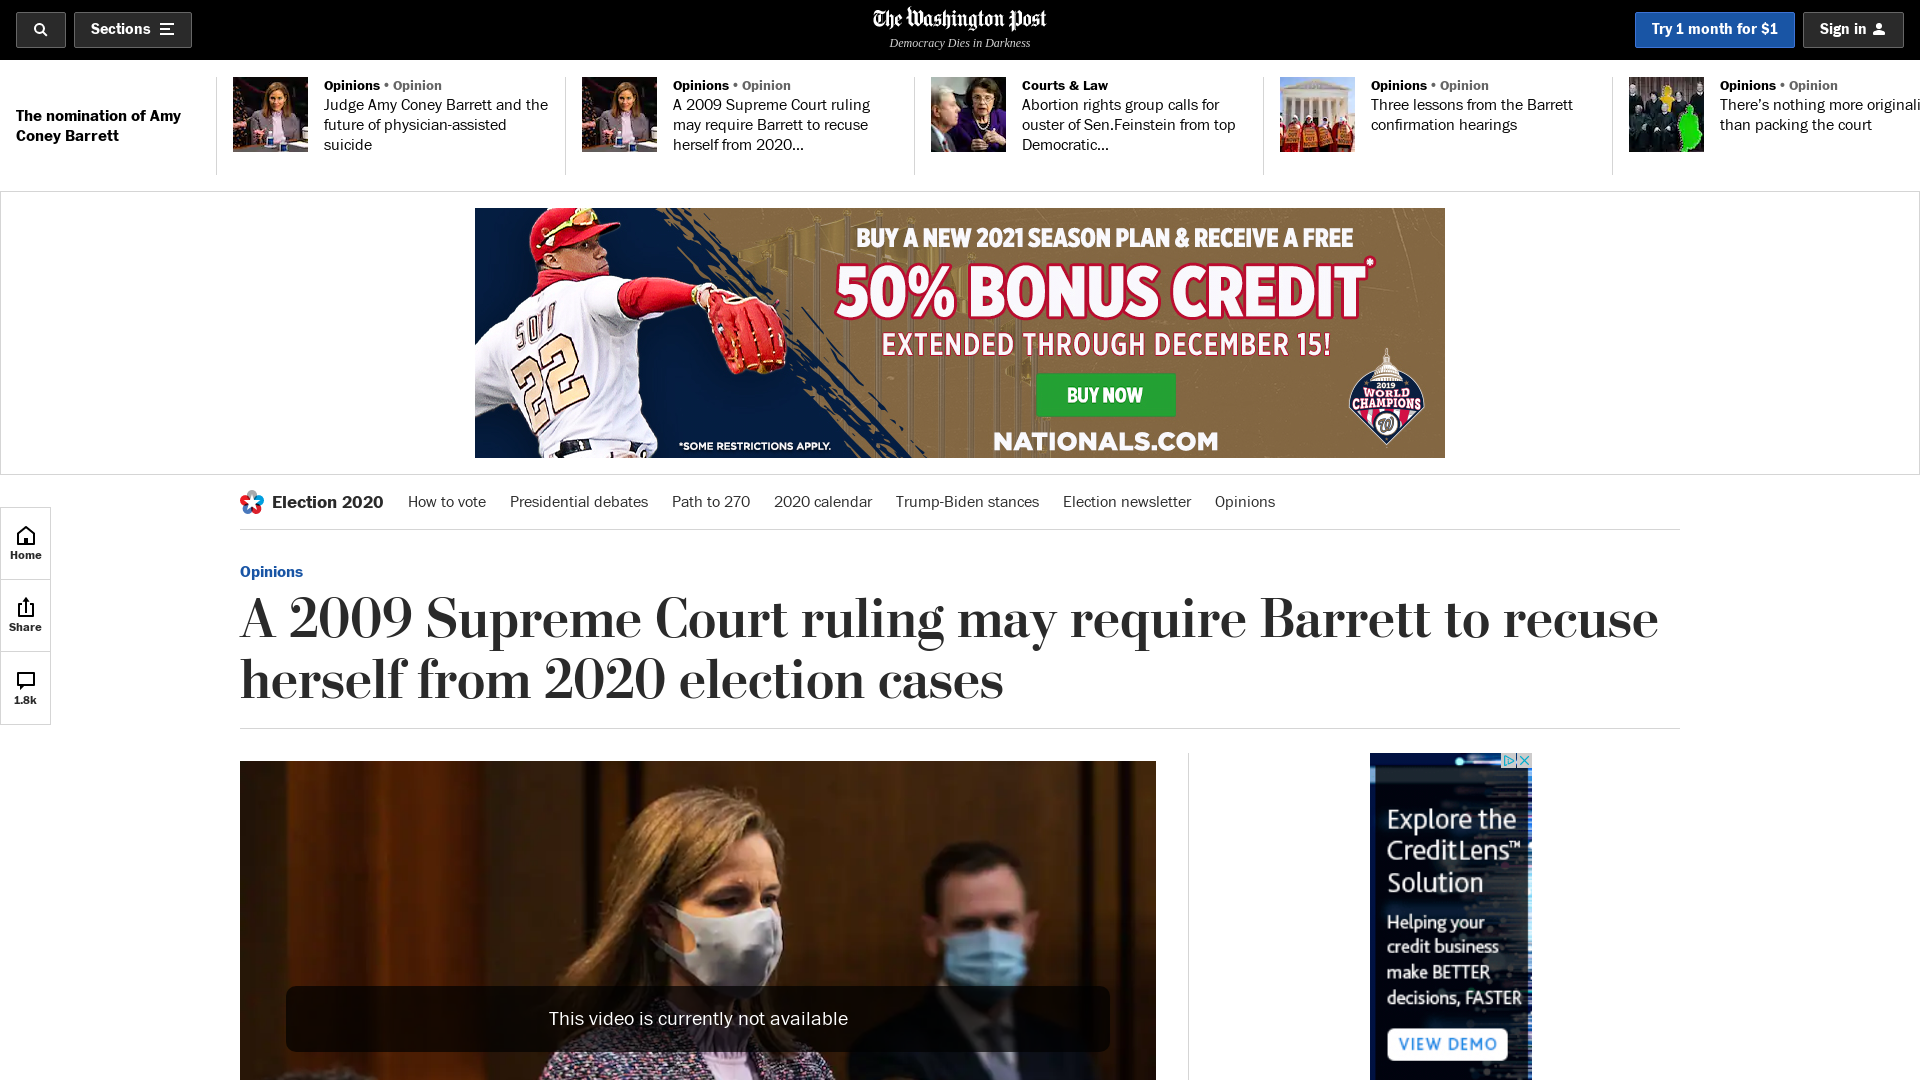 Sections
The Washington Post
Democracy Dies in Darkness
Try 1 month for $1
Sign in
The nomination of Amy
Coney Barrett
Opinions • Opinion
Judge Amy Coney Barrett and the
future of physician-assisted
suicide
Opinions • Opinion
A 2009 Supreme Court ruling
may require Barrett to recuse
herself from 2020...
Courts & Law
Abortion rights group calls for
ouster of Sen.Feinstein from top
Democratic...
Opinions • Opinion
Three lessons from the Barrett
confirmation hearings
Opinions • Opinion
There’s nothing more originali
than packing the court
SOTO
22
BUY A NEW 2021 SEASON PLAN & RECEIVE A FREE
50% BONUS CREDIT*
EXTENDED THROUGH DECEMBER 15!
BUY NOW
2019
WORLD
CHAMPIONS
W
*SOME RESTRICTIONS APPLY.
NATIONALS.COM
Election 2020
How to vote
Presidential debates
Path to 270
2020 calendar
Trump-Biden stances
Election newsletter
Opinions
Home
Share
1.8k
Opinions
A 2009 Supreme Court ruling may require Barrett to recuse
herself from 2020 election cases
This video is currently not available
Explore the
CreditLens™
Solution
Helping your
credit business
make BETTER
decisions, FASTER
VIEW DEMO